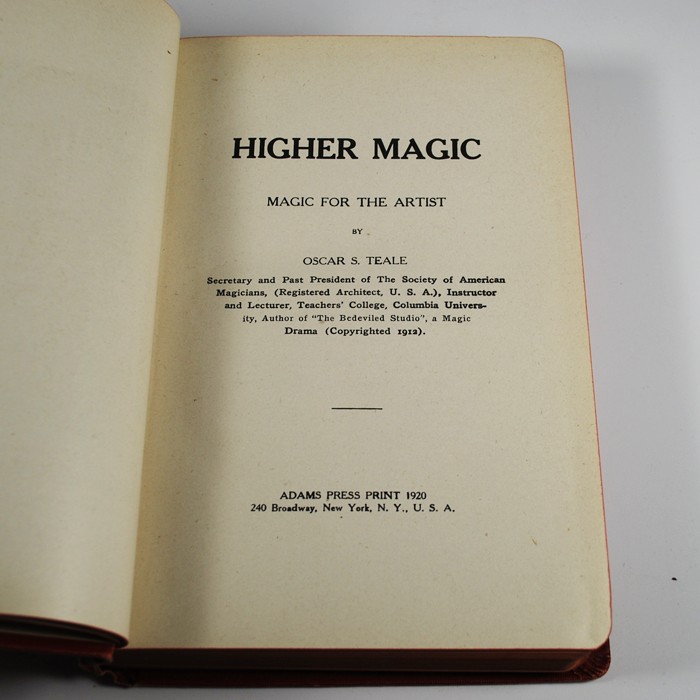 HIGHER MAGIC
MAGIC FOR THE ARTIST
BY
OSCAR S. TEALE
Secretary and Past President of The Society of American
Magicians, (Registered Architect, U. S. A.), Instructor
and Lecturer, Teachers' College, Columbia Univers-
ity, Author of "The Bedeviled Studio", a Magic
Drama (Copyrighted 1912).
ADAMS PRESS PRINT 1920
240 Broadway, New York, N. Y., U. S. A.